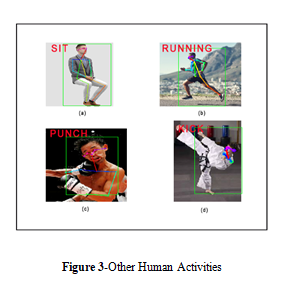 SIT
RUNNING
(a)
(b)
PUNCH
(c)
(d)
Figure 3-Other Human Activities